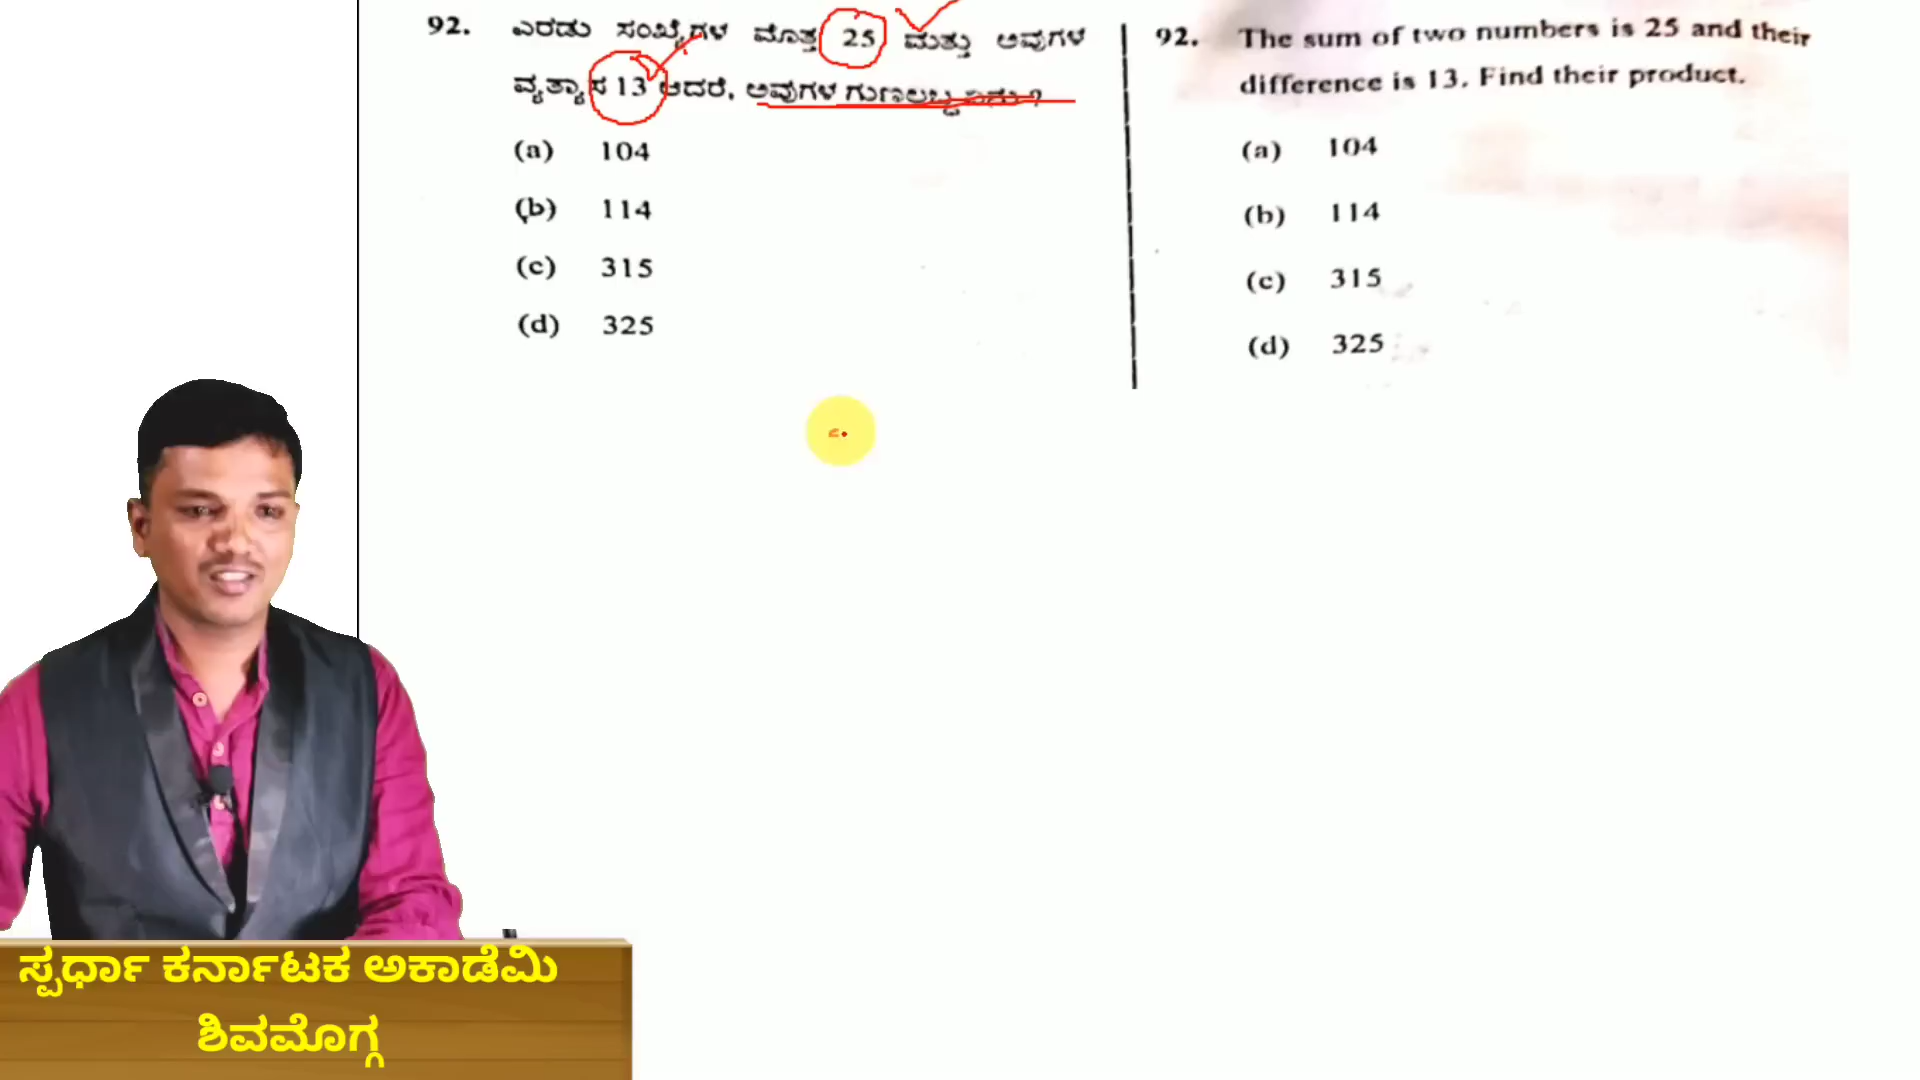 92. ಎರಡು ಸಂಖ್ಯೆಗಳ ಮೊತ್ತ 25 ಮತ್ತು ಅವುಗಳ
ವ್ಯತ್ಯಾಸ 13 ಆದರೆ, ಅವುಗಳ ಗುಣಲಬ್ಧ ಏನು ?
(a) 104
(b) 114
(c) 315
(d) 325
92. The sum of two numbers is 25 and their
difference is 13. Find their product.
(a) 104
(b) 114
(c) 315
(d) 325
ಸ್ಪರ್ಧಾ ಕರ್ನಾಟಕ ಅಕಾಡೆಮಿ
ಶಿವಮೊಗ್ಗ